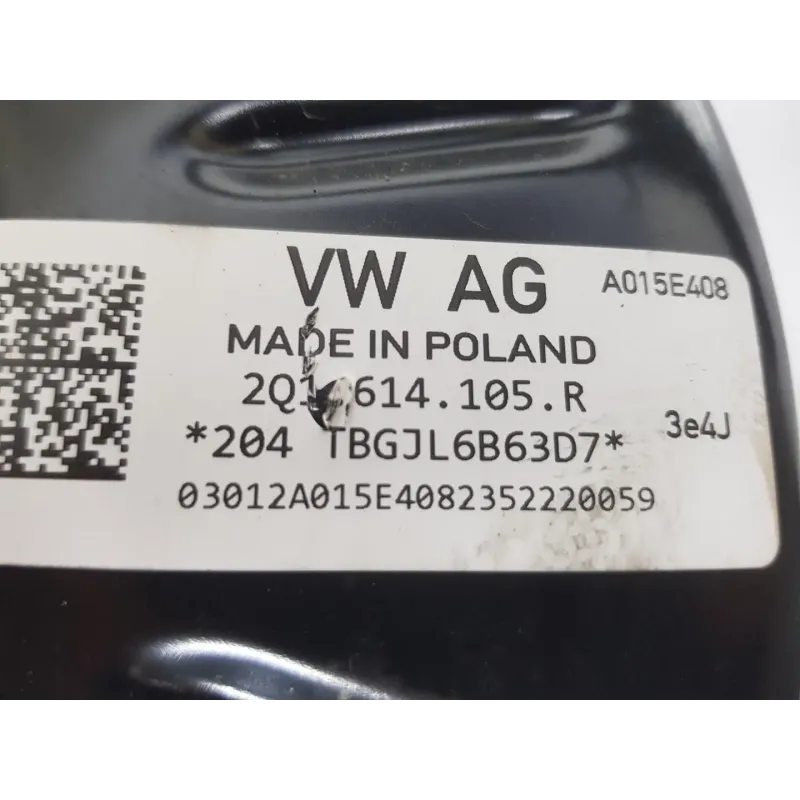 VW AG
A015E408
MADE IN POLAND
2Q1.614.105.R
3e4J
*204 TBGJL6B63D7*
03012A015E4082352220059